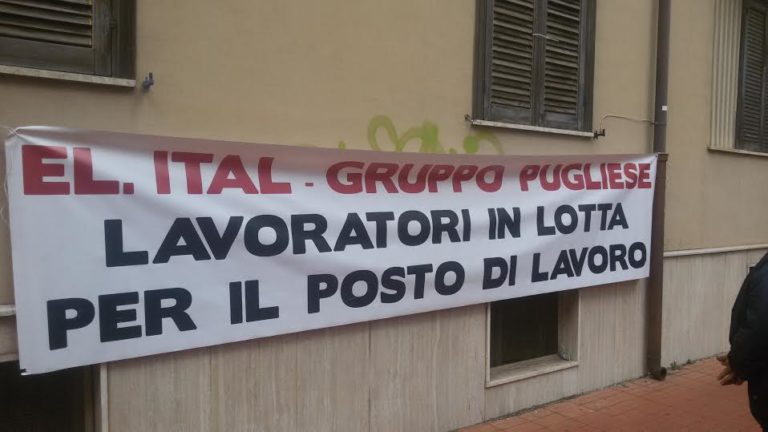 EL. ITAL - GRUPPO PUGLIESE
LAVORATORI IN LOTTA
PER IL POSTO DI LAVORO